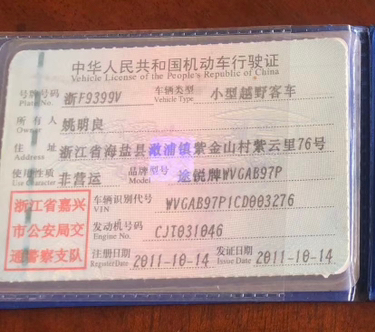 中华人民共和国机动车行驶证
Vehicle License of the People's Republic of China
号牌号码 浙F9399V 车辆类型 小型越野客车
Plate No. Vehicle Type
所有人 姚明良
Owner
住址 浙江省海盐县澉浦镇紫金山村紫云里76号
Address
使用性质 非营运 品牌型号 途锐牌WVGAB97P
Use Character Model
浙江省嘉兴
市公安局交
通警察支队
车辆识别代号 WVGAB97P1CD003276
VIN
发动机号码 CJT031046
Engine No.
注册日期 2011-10-14 发证日期 2011-10-14
Register Date Issue Date